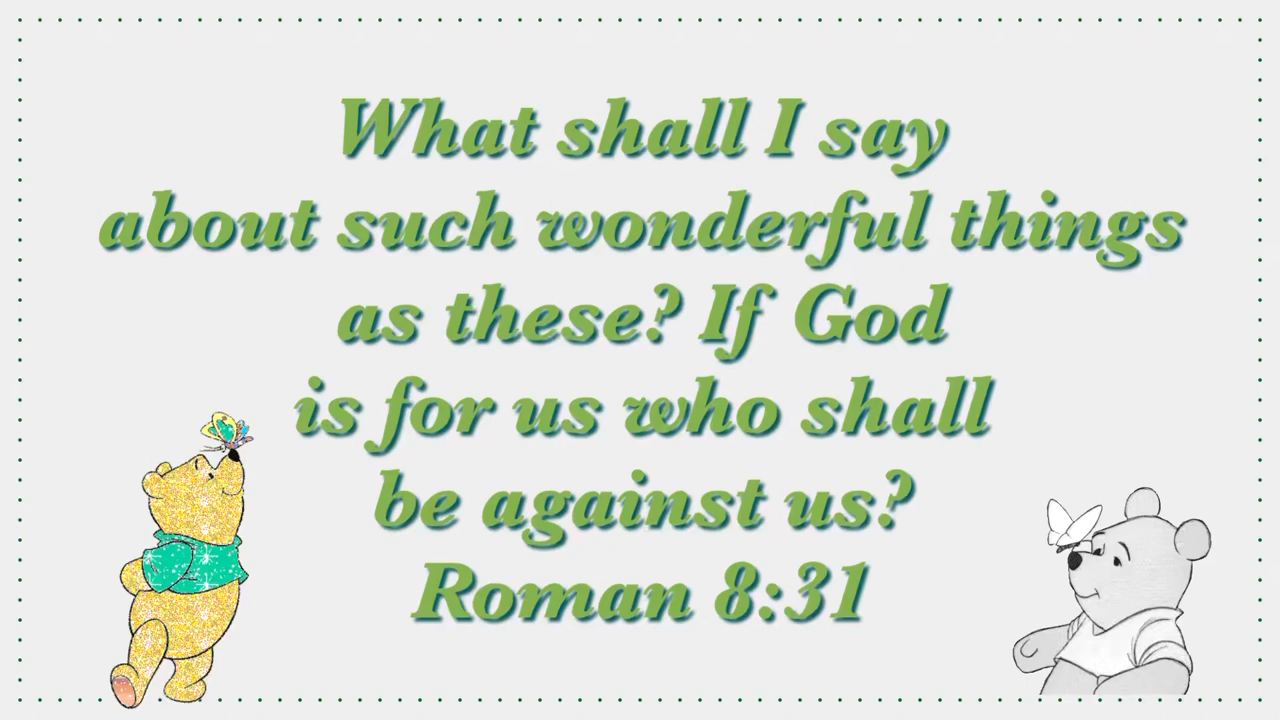 What shall I say
about such wonderful things
as these? If God
is for us who shall
be against us?
Roman 8:31